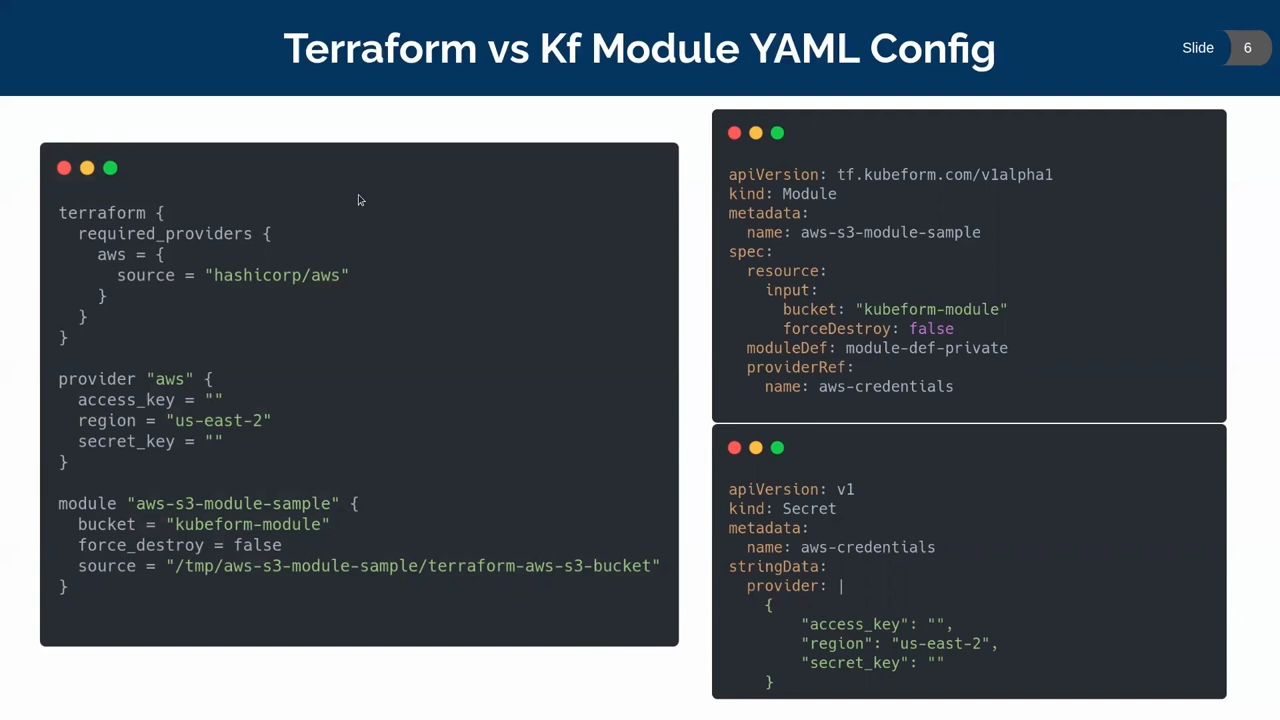 Terraform vs Kf Module YAML Config
Slide 6
terraform {
  required_providers {
    aws = {
      source = "hashicorp/aws"
    }
  }
}
provider "aws" {
  access_key = ""
  region = "us-east-2"
  secret_key = ""
}
module "aws-s3-module-sample" {
  bucket = "kubeform-module"
  force_destroy = false
  source = "/tmp/aws-s3-module-sample/terraform-aws-s3-bucket"
}
apiVersion: tf.kubeform.com/v1alpha1
kind: Module
metadata:
  name: aws-s3-module-sample
spec:
  resource:
    input:
      bucket: "kubeform-module"
      forceDestroy: false
  moduleDef: module-def-private
  providerRef:
    name: aws-credentials
apiVersion: v1
kind: Secret
metadata:
  name: aws-credentials
stringData:
  provider: |
    {
        "access_key": "",
        "region": "us-east-2",
        "secret_key": ""
    }